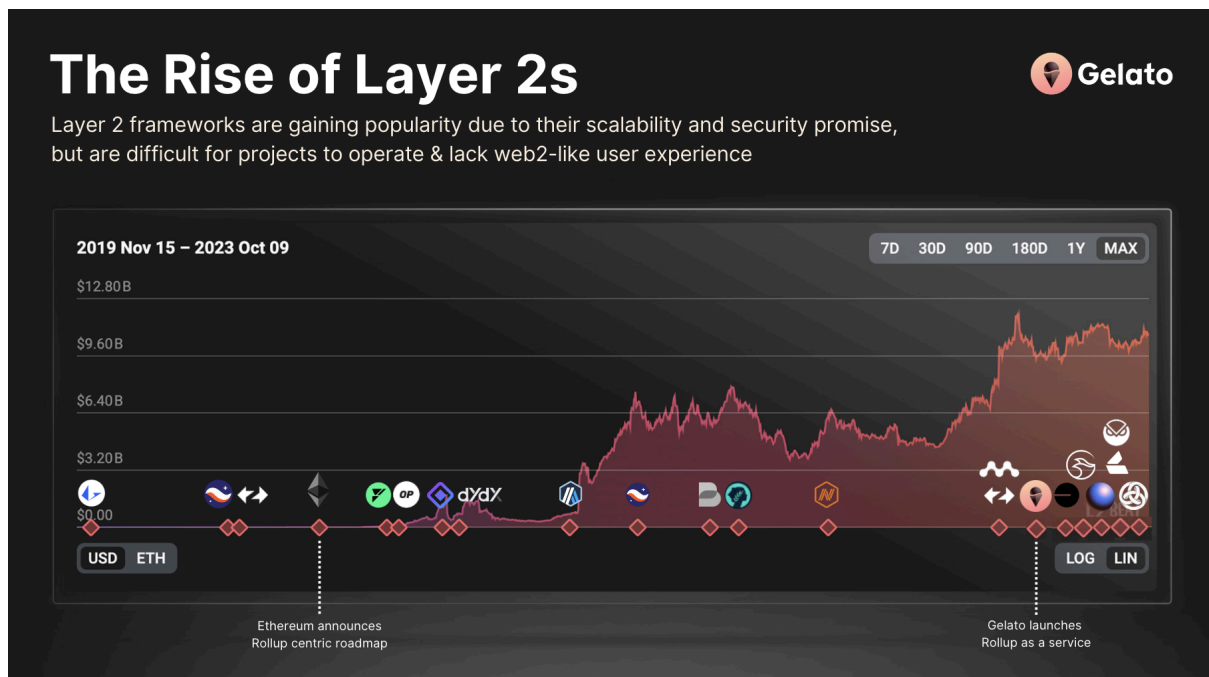 The Rise of Layer 2s
Gelato
Layer 2 frameworks are gaining popularity due to their scalability and security promise,
but are difficult for projects to operate & lack web2-like user experience
2019 Nov 15 – 2023 Oct 09
7D 30D 90D 180D 1Y MAX
$12.80B
$9.60B
$6.40B
$3.20B
OP
dYdX
$0.00
BEAT
USD ETH
LOG LIN
Ethereum announces
Rollup centric roadmap
Gelato launches
Rollup as a service